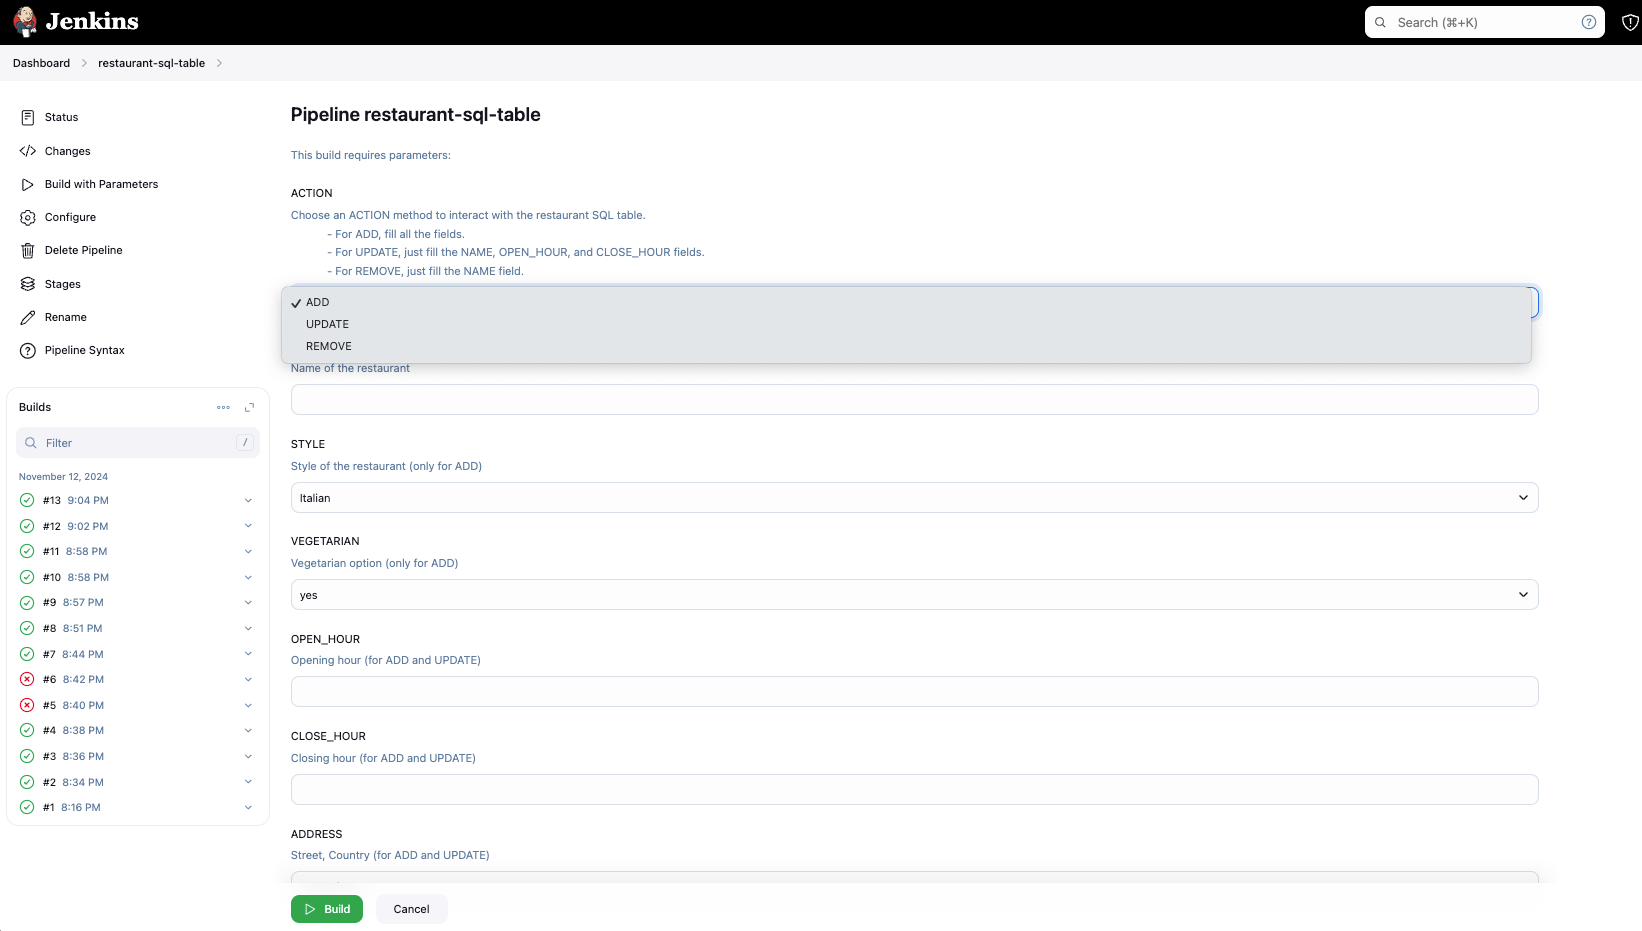 Jenkins
Search (⌘+K)
Dashboard
restaurant-sql-table
Status
Changes
Build with Parameters
Configure
Delete Pipeline
Stages
Rename
Pipeline Syntax
Builds
Filter
/
November 12, 2024
#13 9:04 PM
#12 9:02 PM
#11 8:58 PM
#10 8:58 PM
#9 8:57 PM
#8 8:51 PM
#7 8:44 PM
#6 8:42 PM
#5 8:40 PM
#4 8:38 PM
#3 8:36 PM
#2 8:34 PM
#1 8:16 PM
Pipeline restaurant-sql-table
This build requires parameters:
ACTION
Choose an ACTION method to interact with the restaurant SQL table.
- For ADD, fill all the fields.
- For UPDATE, just fill the NAME, OPEN_HOUR, and CLOSE_HOUR fields.
- For REMOVE, just fill the NAME field.
ADD
UPDATE
REMOVE
Name of the restaurant
STYLE
Style of the restaurant (only for ADD)
Italian
VEGETARIAN
Vegetarian option (only for ADD)
yes
OPEN_HOUR
Opening hour (for ADD and UPDATE)
CLOSE_HOUR
Closing hour (for ADD and UPDATE)
ADDRESS
Street, Country (for ADD and UPDATE)
Build
Cancel